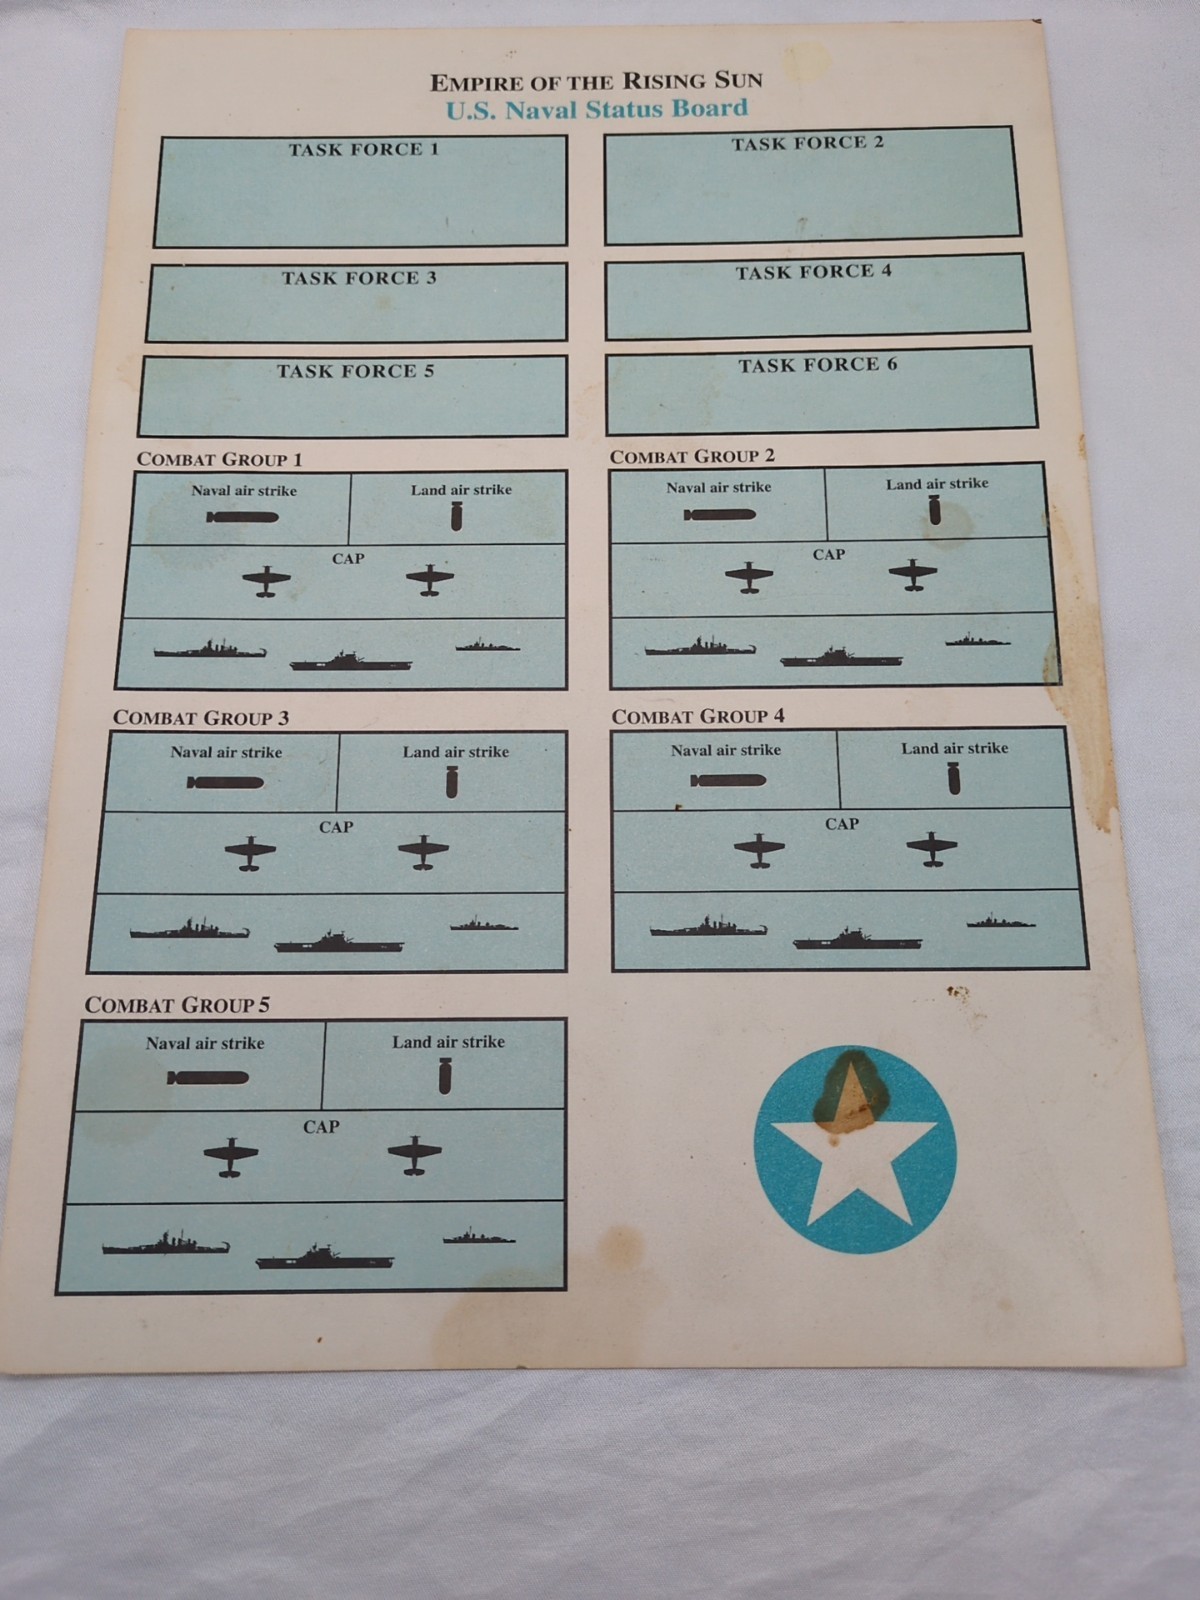 EMPIRE OF THE RISING SUN
U.S. Naval Status Board
TASK FORCE 1
TASK FORCE 2
TASK FORCE 3
TASK FORCE 4
TASK FORCE 5
TASK FORCE 6
COMBAT GROUP 1
Naval air strike
Land air strike
CAP
COMBAT GROUP 2
Naval air strike
Land air strike
CAP
COMBAT GROUP 3
Naval air strike
Land air strike
CAP
COMBAT GROUP 4
Naval air strike
Land air strike
CAP
COMBAT GROUP 5
Naval air strike
Land air strike
CAP